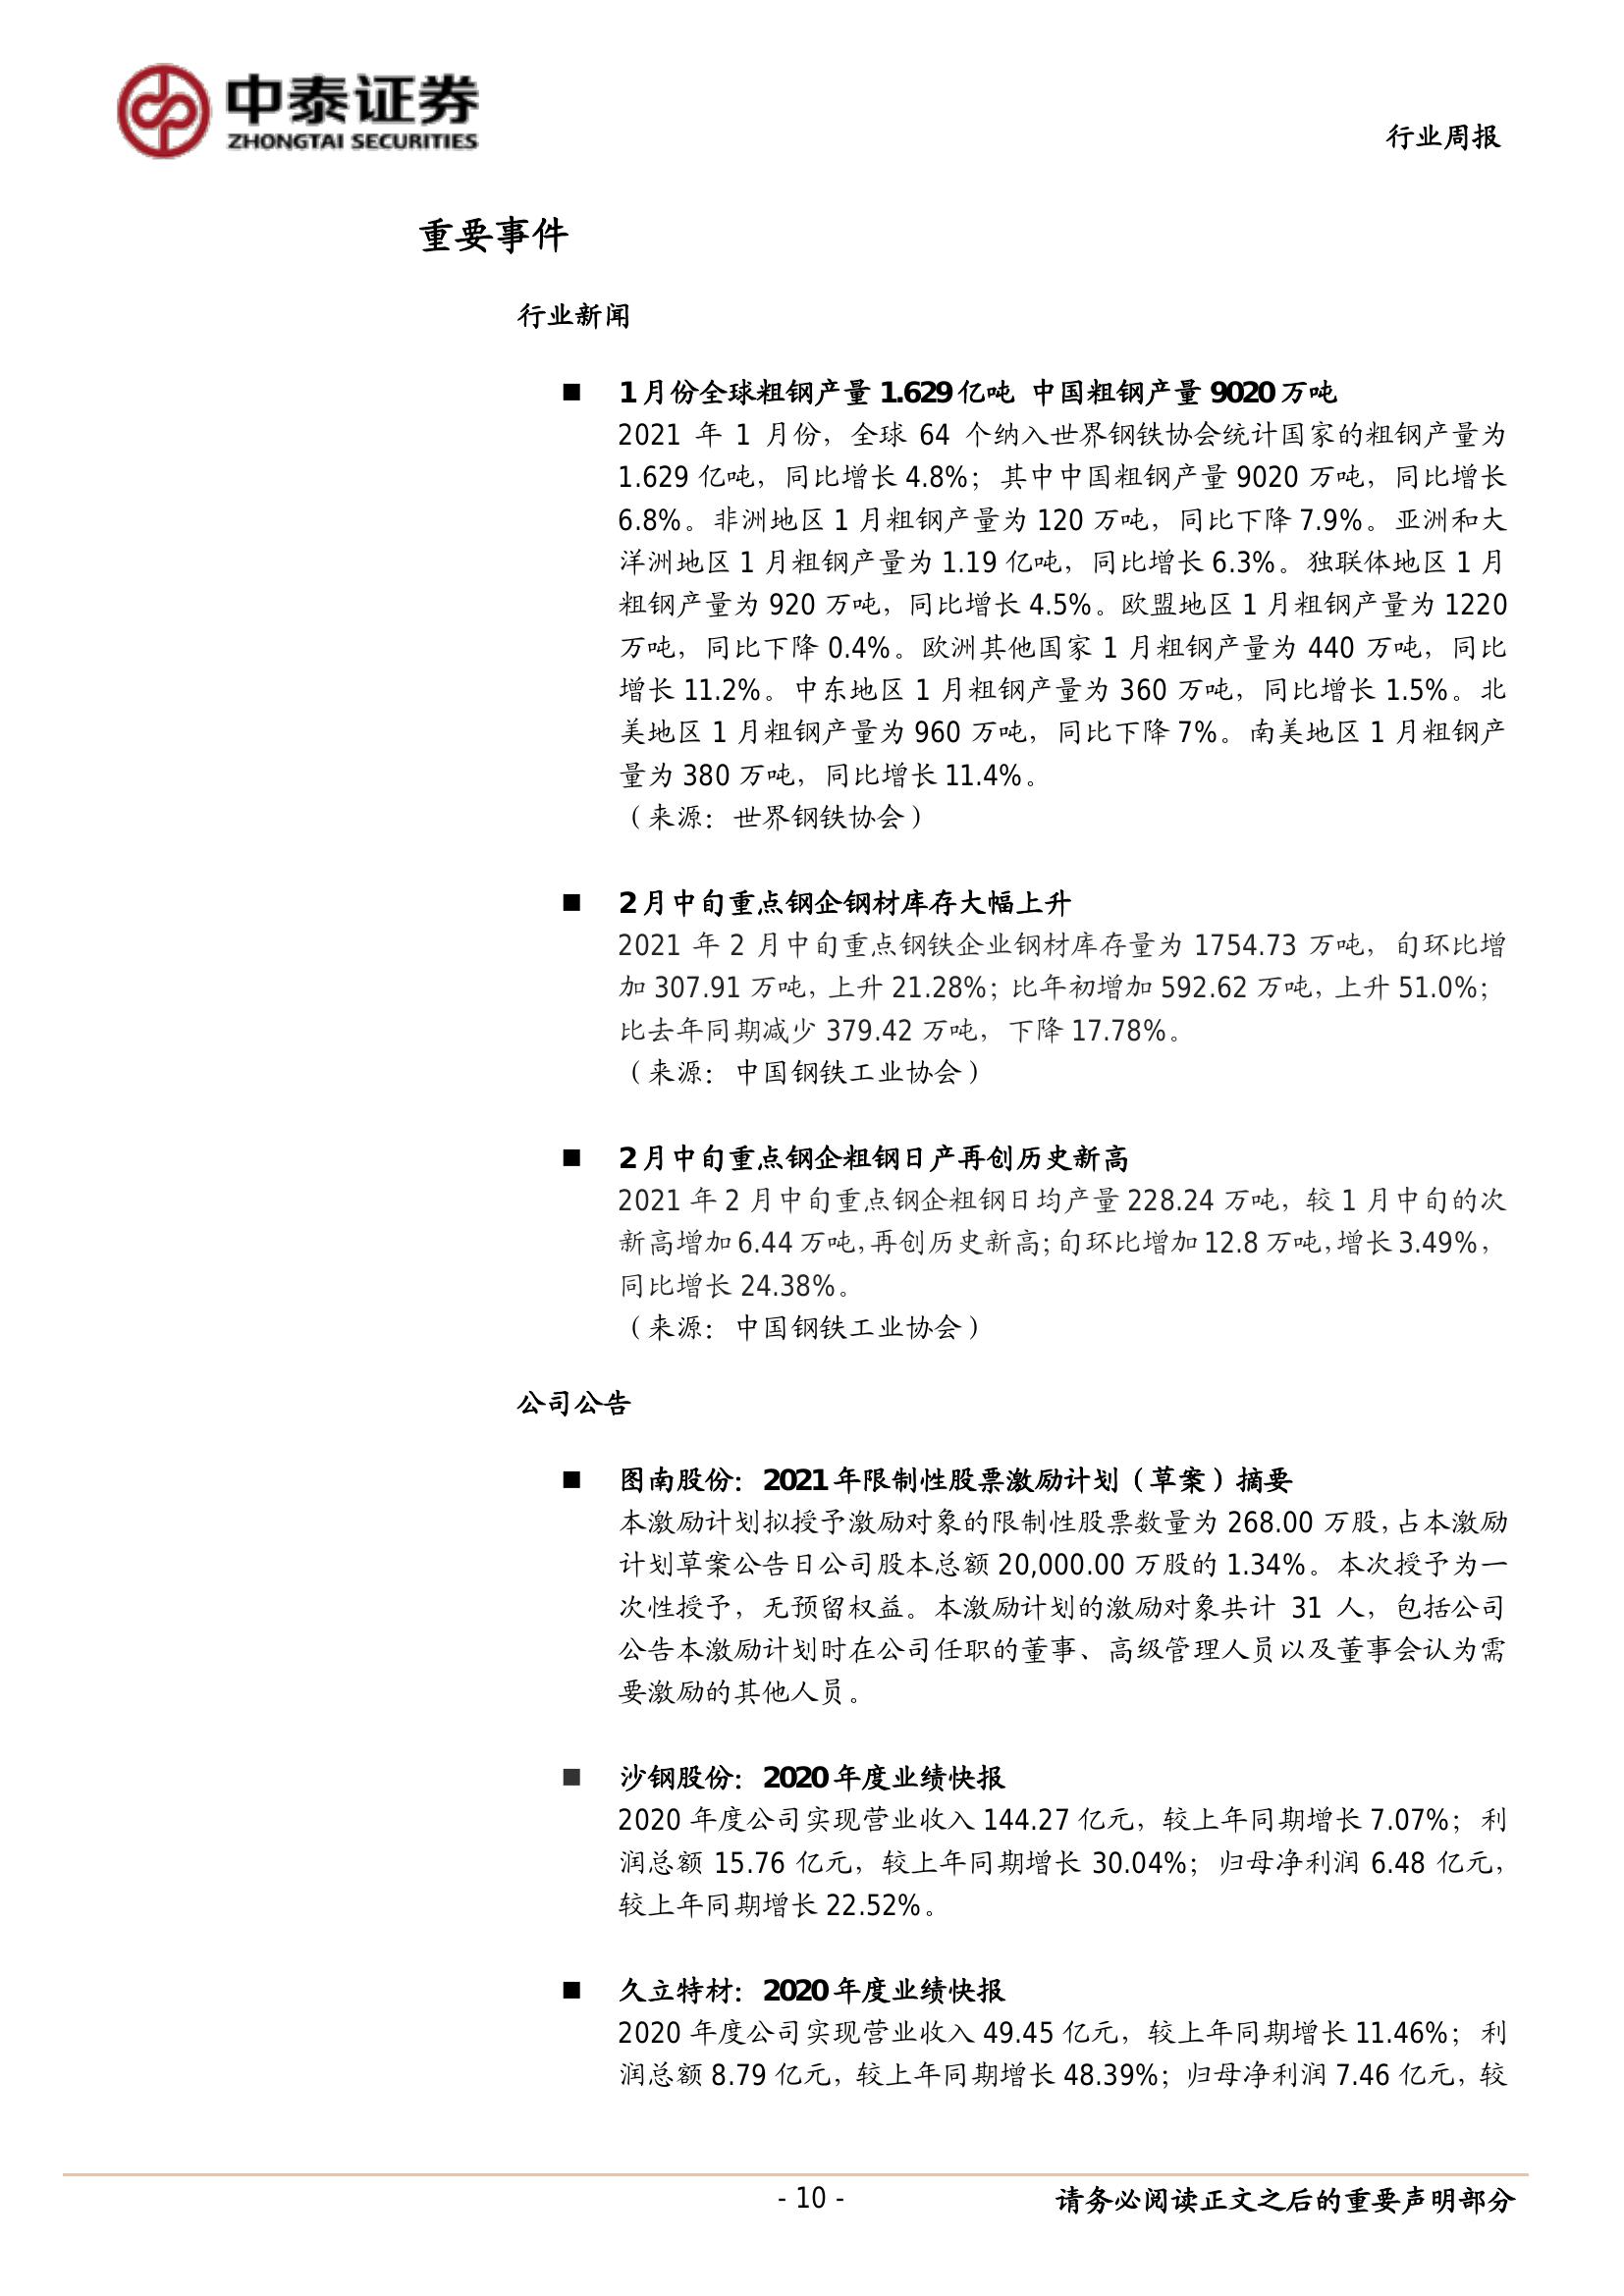 中泰证券
ZHONGTAI SECURITIES
行业周报
重要事件
行业新闻
■ 1月份全球粗钢产量 1.629亿吨 中国粗钢产量 9020万吨
2021 年 1 月份，全球 64 个纳入世界钢铁协会统计国家的粗钢产量为
1.629 亿吨，同比增长 4.8%；其中中国粗钢产量 9020 万吨，同比增长
6.8%。非洲地区 1 月粗钢产量为 120 万吨，同比下降 7.9%。亚洲和大
洋洲地区 1 月粗钢产量为 1.19 亿吨，同比增长 6.3%。独联体地区 1 月
粗钢产量为 920 万吨，同比增长 4.5%。欧盟地区 1 月粗钢产量为 1220
万吨，同比下降 0.4%。欧洲其他国家 1 月粗钢产量为 440 万吨，同比
增长 11.2%。中东地区 1 月粗钢产量为 360 万吨，同比增长 1.5%。北
美地区 1 月粗钢产量为 960 万吨，同比下降 7%。南美地区 1 月粗钢产
量为 380 万吨，同比增长 11.4%。
（来源：世界钢铁协会）
■ 2月中旬重点钢企钢材库存大幅上升
2021 年 2 月中旬重点钢铁企业钢材库存量为 1754.73 万吨，旬环比增
加 307.91 万吨，上升 21.28%；比年初增加 592.62 万吨，上升 51.0%；
比去年同期减少 379.42 万吨，下降 17.78%。
（来源：中国钢铁工业协会）
■ 2月中旬重点钢企粗钢日产再创历史新高
2021 年 2 月中旬重点钢企粗钢日均产量 228.24 万吨，较 1 月中旬的次
新高增加 6.44 万吨，再创历史新高；旬环比增加 12.8 万吨，增长 3.49%，
同比增长 24.38%。
（来源：中国钢铁工业协会）
公司公告
■ 图南股份：2021年限制性股票激励计划（草案）摘要
本激励计划拟授予激励对象的限制性股票数量为 268.00 万股，占本激励
计划草案公告日公司股本总额 20,000.00 万股的 1.34%。本次授予为一
次性授予，无预留权益。本激励计划的激励对象共计 31 人，包括公司
公告本激励计划时在公司任职的董事、高级管理人员以及董事会认为需
要激励的其他人员。
■ 沙钢股份：2020年度业绩快报
2020 年度公司实现营业收入 144.27 亿元，较上年同期增长 7.07%；利
润总额 15.76 亿元，较上年同期增长 30.04%；归母净利润 6.48 亿元，
较上年同期增长 22.52%。
■ 久立特材：2020年度业绩快报
2020 年度公司实现营业收入 49.45 亿元，较上年同期增长 11.46%；利
润总额 8.79 亿元，较上年同期增长 48.39%；归母净利润 7.46 亿元，较
- 10 -
请务必阅读正文之后的重要声明部分